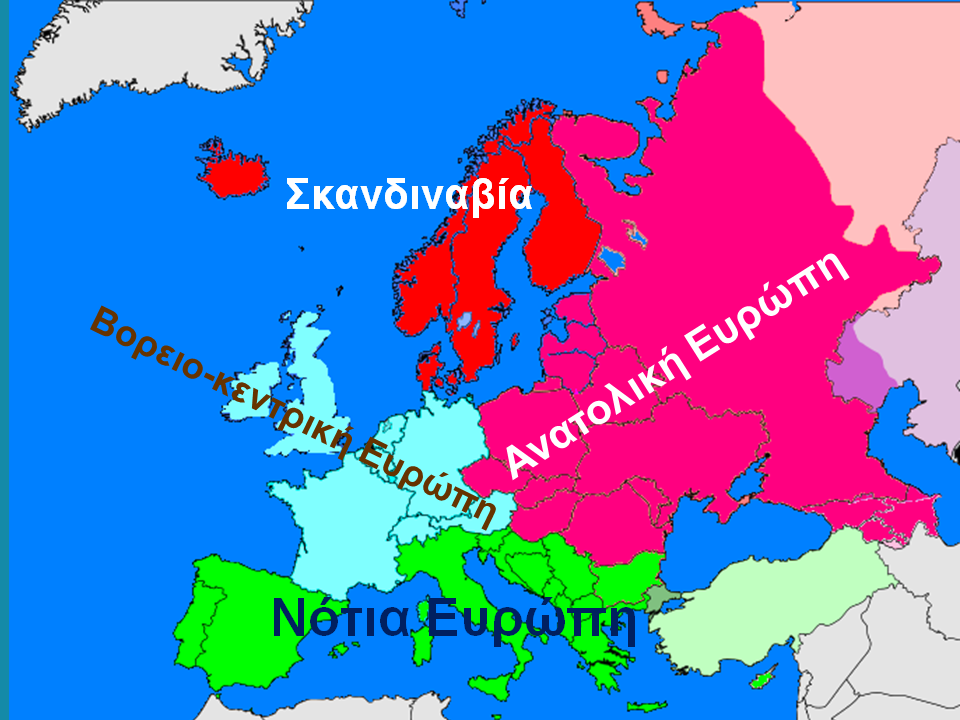 Σκανδιναβία
Βορειο-κεντρική Ευρώπη
Ανατολική Ευρώπη
Νότια Ευρώπη